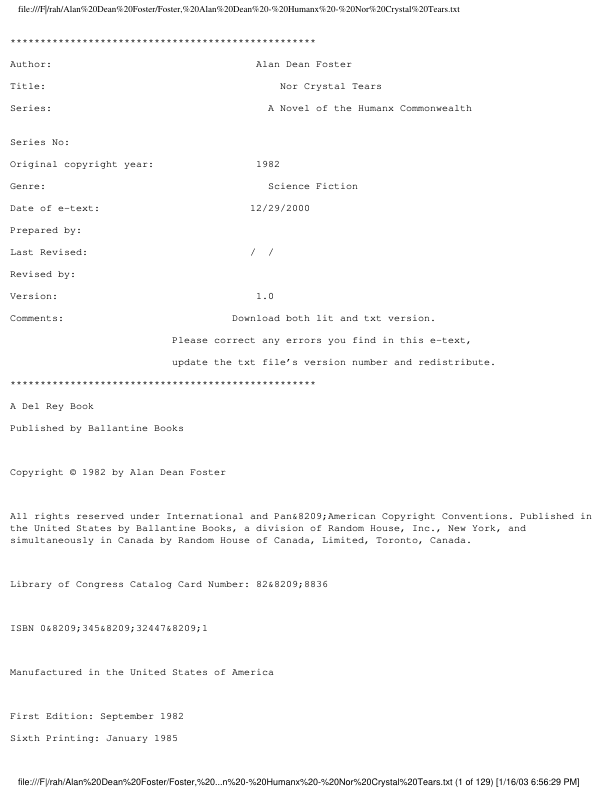 file:///F|/rah/Alan%20Dean%20Foster/Foster,%20Alan%20Dean%20-%20Humanx%20-%20Nor%20Crystal%20Tears.txt
***************************************************
Author: Alan Dean Foster
Title: Nor Crystal Tears
Series: A Novel of the Humanx Commonwealth
Series No:
Original copyright year: 1982
Genre: Science Fiction
Date of e-text: 12/29/2000
Prepared by:
Last Revised: / /
Revised by:
Version: 1.0
Comments: Download both lit and txt version.
Please correct any errors you find in this e-text,
update the txt file’s version number and redistribute.
***************************************************
A Del Rey Book
Published by Ballantine Books
Copyright © 1982 by Alan Dean Foster
All rights reserved under International and Pan&8209;American Copyright Conventions. Published in
the United States by Ballantine Books, a division of Random House, Inc., New York, and
simultaneously in Canada by Random House of Canada, Limited, Toronto, Canada.
Library of Congress Catalog Card Number: 82&8209;8836
ISBN 0&8209;345&8209;32447&8209;1
Manufactured in the United States of America
First Edition: September 1982
Sixth Printing: January 1985
file:///F|/rah/Alan%20Dean%20Foster/Foster,%20...n%20-%20Humanx%20-%20Nor%20Crystal%20Tears.txt (1 of 129) [1/16/03 6:56:29 PM]